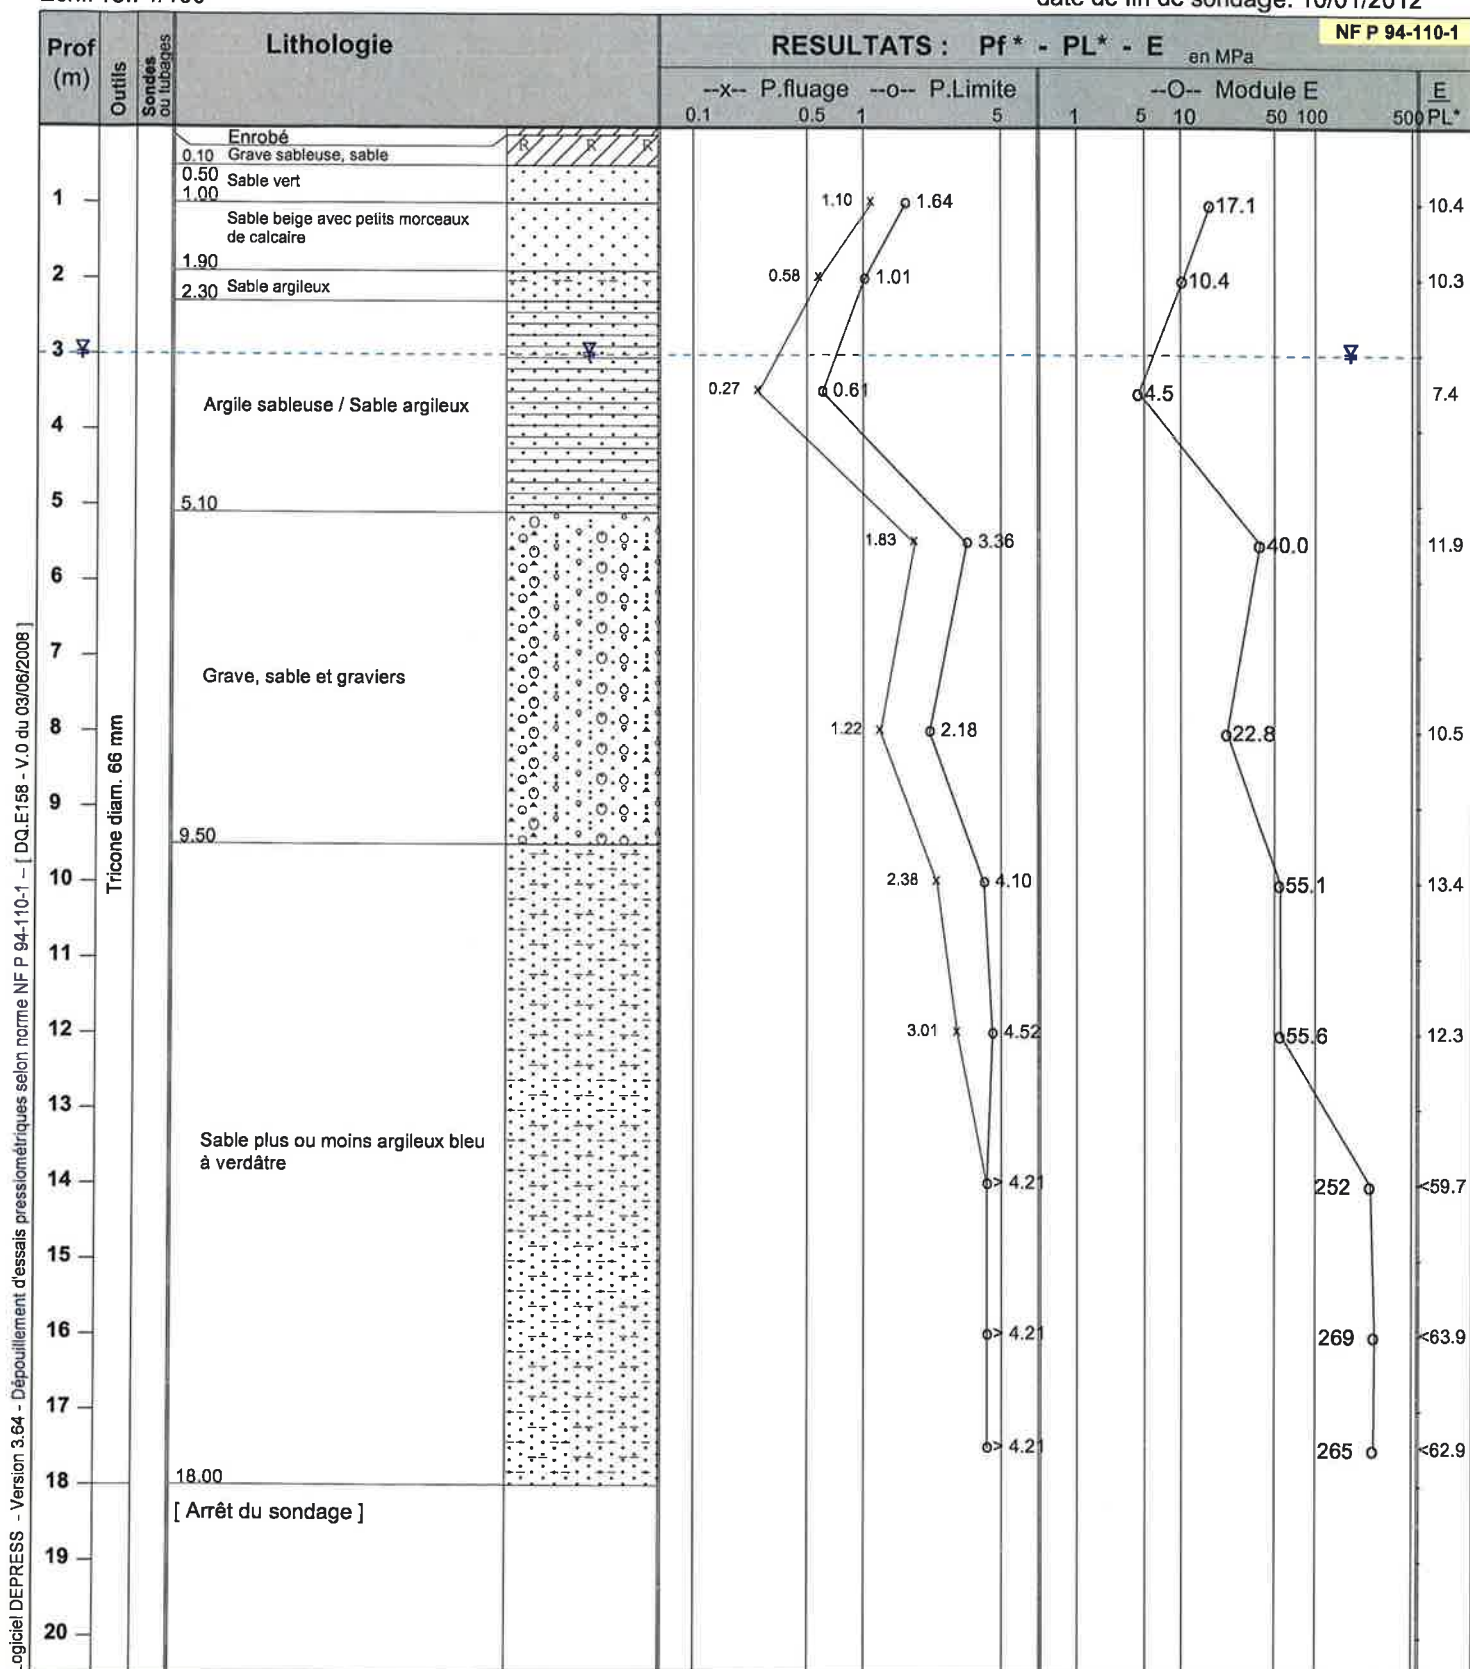 date de fin de sondage: 10/01/2012
NF P 94-110-1
Prof
(m)
Outils
Sondes
ou tubages
Lithologie
RESULTATS : Pf* - PL* - E en MPa
--x-- P.fluage --o-- P.Limite
--O-- Module E
E
PL*
0.1 0.5 1 5
1 5 10 50 100 500
Enrobé
R R R
0.10 Grave sableuse, sable
0.50
Sable vert
1 1.00
1.10 1.64 17.1 10.4
Sable beige avec petits morceaux
de calcaire
1.90
2 0.58 1.01 10.4 10.3
2.30 Sable argileux
3
0.27 0.61 4.5 7.4
Argile sableuse / Sable argileux
4
5 5.10
1.83 3.36 40.0 11.9
6
7
Grave, sable et graviers
8 1.22 2.18 22.8 10.5
9
9.50
10 2.38 4.10 55.1 13.4
11
12 3.01 4.52 55.6 12.3
13
Sable plus ou moins argileux bleu
à verdâtre
14 > 4.21 252 <59.7
15
16 > 4.21 269 <63.9
17
> 4.21 265 <62.9
18 18.00
[ Arrêt du sondage ]
19
20
Tricone diam. 66 mm
Logiciel DEPRESS - Version 3.64 - Dépouillement d'essais pressiométriques selon norme NF P 94-110-1 -- [ DQ.E158 - V.0 du 03/06/2008 ]